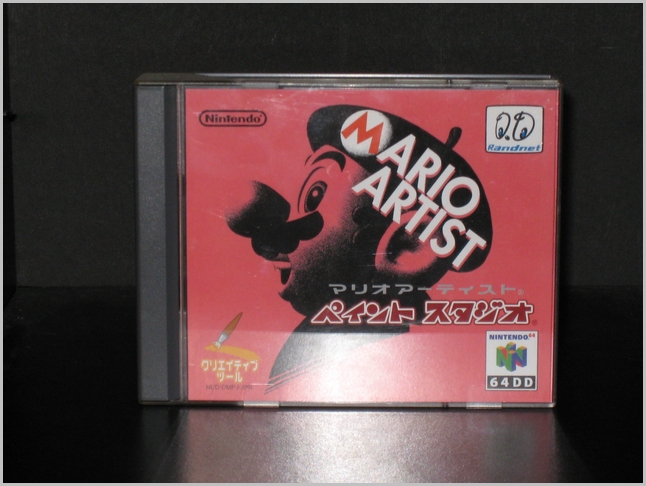 Nintendo
Randnet
MARIO
ARTIST
マリオアーティスト®
ペイント スタジオ®
クリエイティブ
ツール
NINTENDO64
64DD